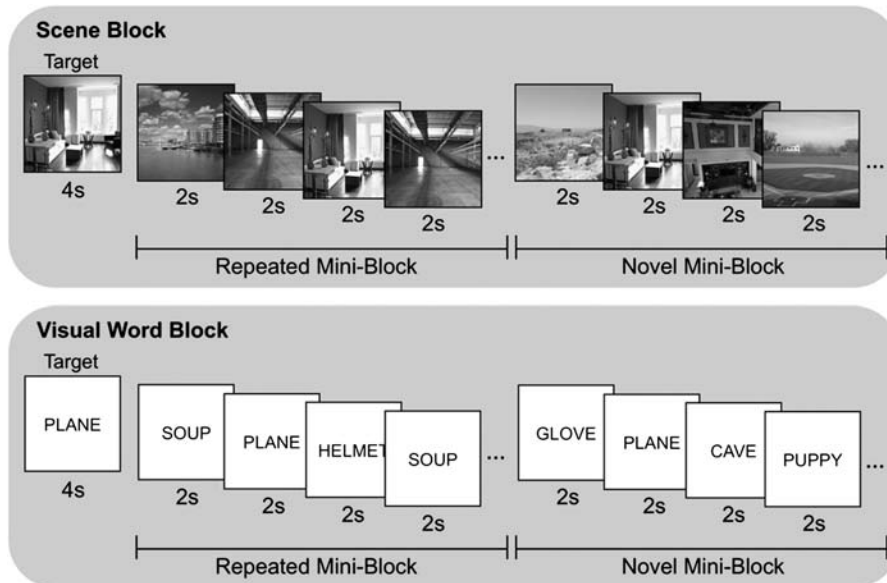 Scene Block
Target
4s
2s
2s
2s
2s
...
2s
2s
2s
2s
...
Repeated Mini-Block
Novel Mini-Block
Visual Word Block
Target
PLANE
SOUP
PLANE
HELMET
SOUP
...
GLOVE
PLANE
CAVE
PUPPY
...
4s
2s
2s
2s
2s
2s
2s
2s
2s
Repeated Mini-Block
Novel Mini-Block